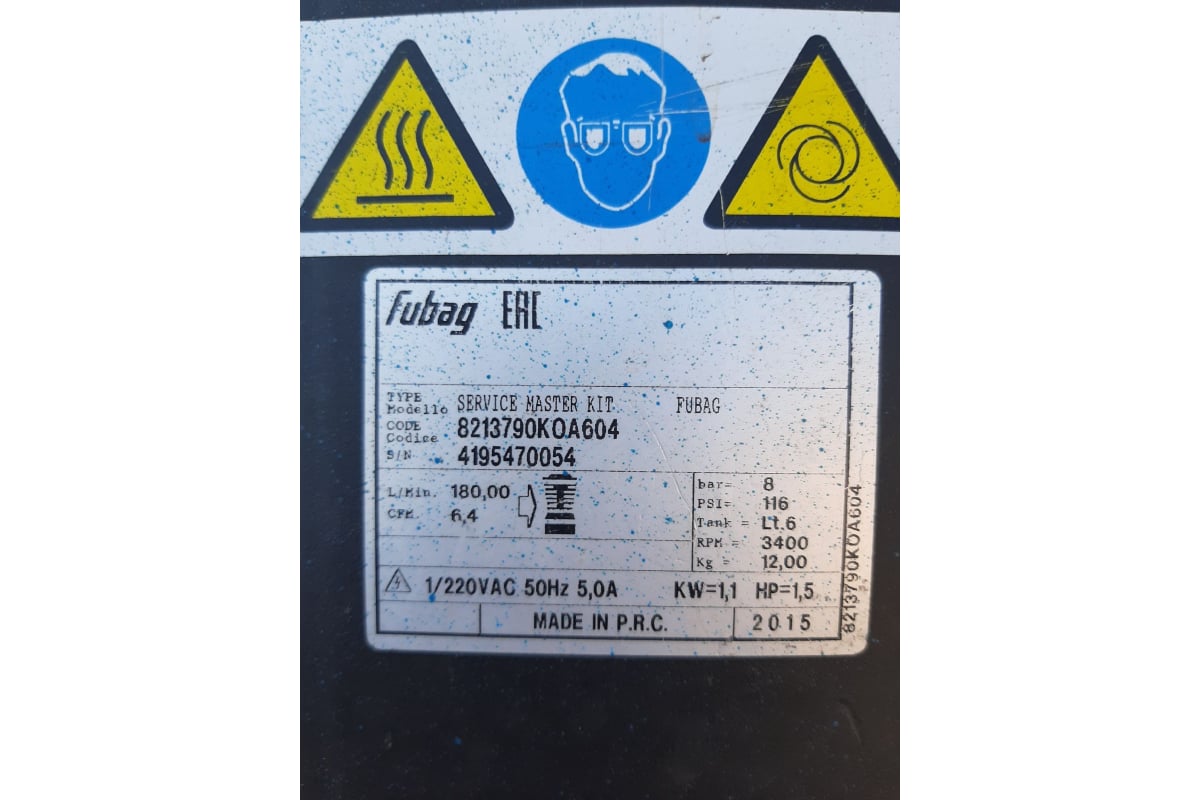 Fubag EAC
TYPE
Modello SERVICE MASTER KIT FUBAG
CODE
Codice 8213790KOA604
S/N 4195470054
L/Min. 180,00
CFM. 6,4
bar= 8
PSI= 116
Tank = Lt.6
RPM = 3400
Kg = 12,00
1/220VAC 50Hz 5,0A KW=1,1 HP=1,5
MADE IN P.R.C. 2015
8213790KOA604